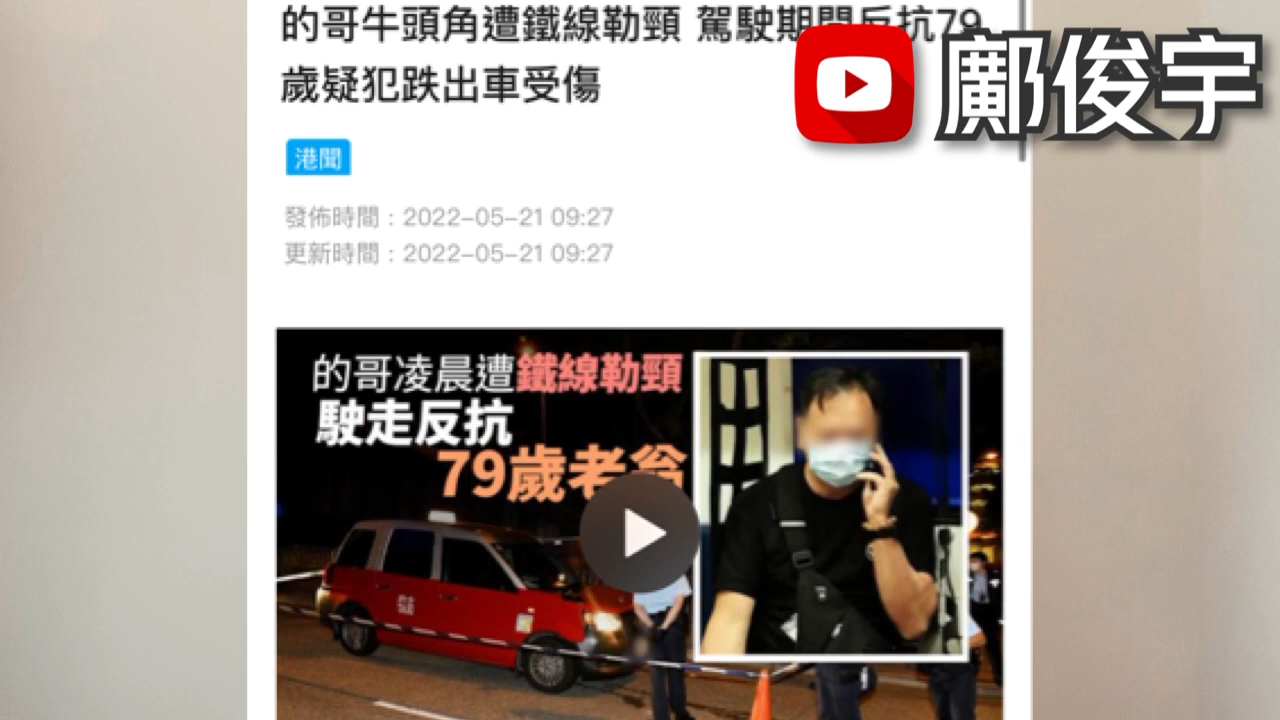 的哥牛頭角遭鐵線勒頸 駕駛期間反抗79
歲疑犯跌出車受傷
鄺俊宇
港聞
發佈時間：2022-05-21 09:27
更新時間：2022-05-21 09:27
的哥凌晨遭鐵線勒頸
駛走反抗
79歲老翁